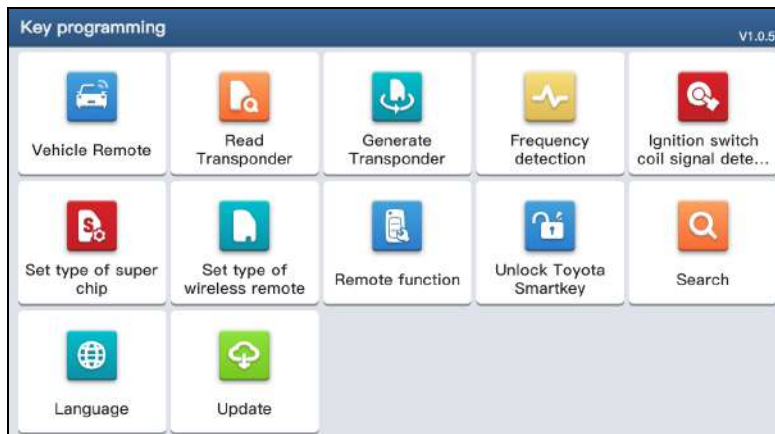 Key programming
V1.0.5
Vehicle Remote
Read
Transponder
Generate
Transponder
Frequency
detection
Ignition switch
coil signal dete...
Set type of super
chip
Set type of
wireless remote
Remote function
Unlock Toyota
Smartkey
Search
Language
Update